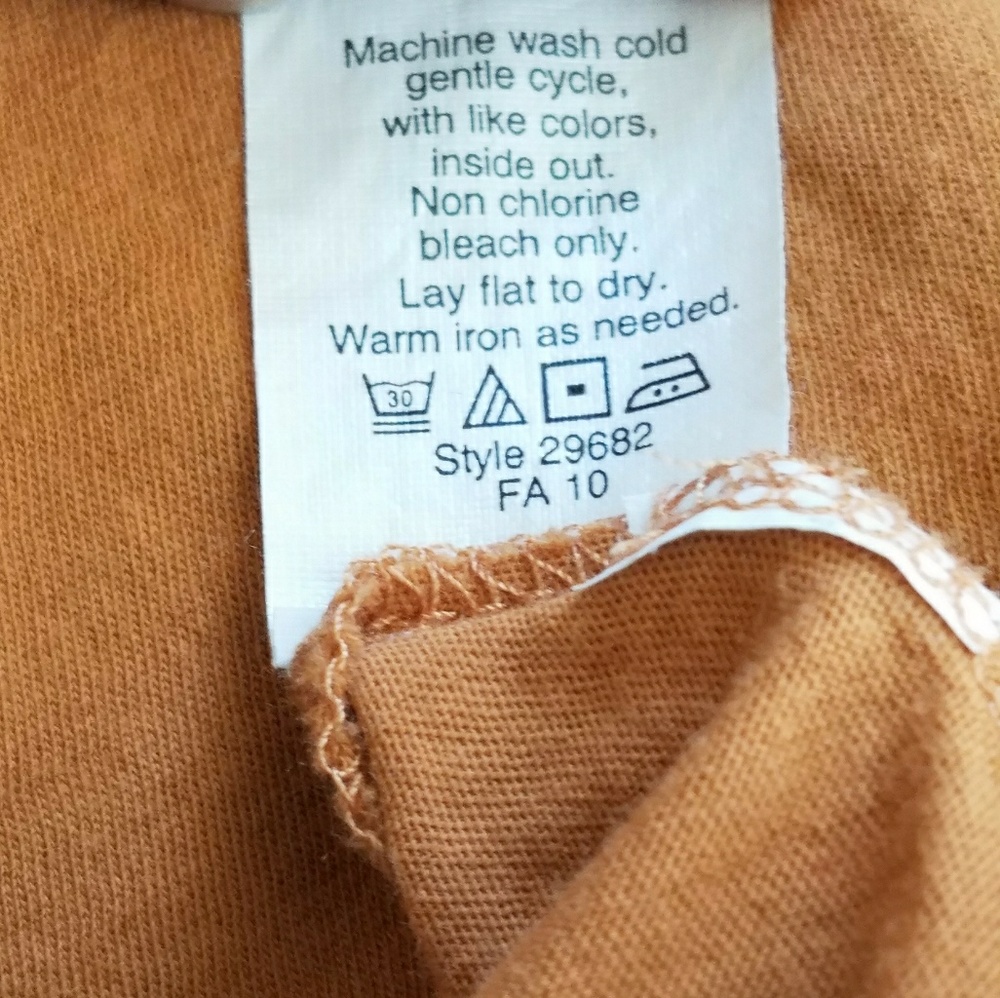 Machine wash cold
gentle cycle,
with like colors,
inside out.
Non chlorine
bleach only.
Lay flat to dry.
Warm iron as needed.
30
Style 29682
FA 10